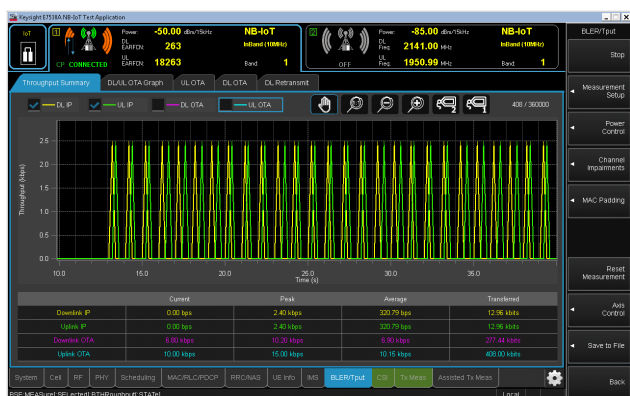 Keysight E7530A NB-IoT Test Application
IoT
1
CP CONNECTED
Power: -50.00 dBm/15kHz NB-IoT
DL EARFCN: 263 InBand (10MHz)
UL EARFCN: 18263 Band 1
2
OFF
Power: -85.00 dBm/15kHz NB-IoT
DL Freq: 2141.00 MHz InBand (10MHz)
UL Freq: 1950.99 MHz Band 1
BLER/Tput
Stop
Measurement Setup
Power Control
Channel Impairments
MAC Padding
Reset Measurement
Axis Control
Save to File
Back
Throughput Summary DL/UL OTA Graph UL OTA DL OTA DL Retransmit
DL IP UL IP DL OTA UL OTA 408 / 360000
Throughput (kbps)
2.5
2.0
1.5
1.0
0.5
0.0
10.0 15.0 20.0 25.0 30.0 35.0
Time (s)
Current Peak Average Transferred
Downlink IP 0.00 bps 2.40 kbps 320.79 bps 12.96 kbits
Uplink IP 0.00 bps 2.40 kbps 320.79 bps 12.96 kbits
Downlink OTA 6.80 kbps 10.20 kbps 6.90 kbps 277.44 kbits
Uplink OTA 10.00 kbps 15.00 kbps 10.15 kbps 408.00 kbits
System Cell RF PHY Scheduling MAC/RLC/PDCP RRC/NAS UE Info IMS BLER/Tput CSI Tx Meas Assisted Tx Meas
BSE:MEASure:SELected BTHRoughput:STATe
Local